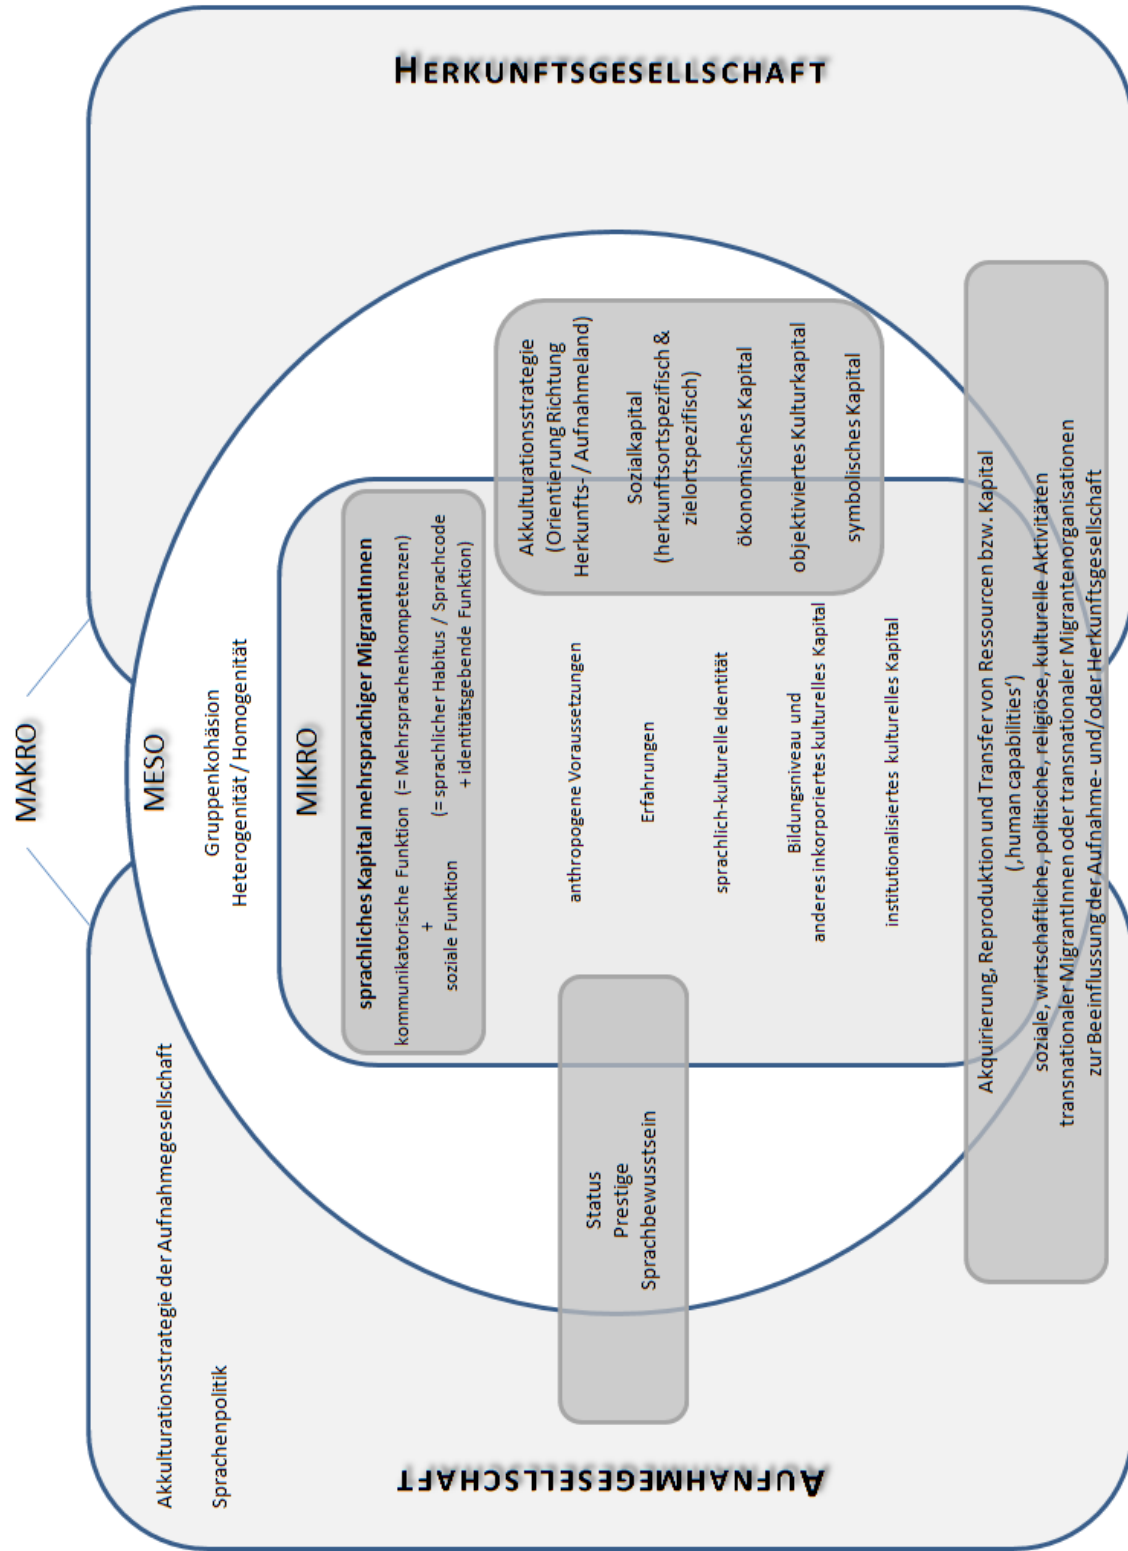 MAKRO
HERKUNFTSGESELLSCHAFT
AUFNAHMEGESELLSCHAFT
Akkulturationsstrategie der Aufnahmegesellschaft
Sprachenpolitik
MESO
Gruppenkohäsion
Heterogenität / Homogenität
MIKRO
sprachliches Kapital mehrsprachiger MigrantInnen
kommunikatorische Funktion (= Mehrsprachenkompetenzen)
+
soziale Funktion
(= sprachlicher Habitus / Sprachcode
+ identitätsgebende Funktion)
Status
Prestige
Sprachbewusstsein
anthropogene Voraussetzungen
Erfahrungen
sprachlich-kulturelle Identität
Bildungsniveau und
anderes inkorporiertes kulturelles Kapital
institutionalisiertes kulturelles Kapital
Akkulturationsstrategie
(Orientierung Richtung
Herkunfts- / Aufnahmeland)
Sozialkapital
(herkunftsortspezifisch &
zielortspezifisch)
ökonomisches Kapital
objektiviertes Kulturkapital
symbolisches Kapital
Akquirierung, Reproduktion und Transfer von Ressourcen bzw. Kapital
(‚human capabilities‘)
soziale, wirtschaftliche, politische, religiöse, kulturelle Aktivitäten
transnationaler MigrantInnen oder transnationaler Migrantenorganisationen
zur Beeinflussung der Aufnahme- und/oder Herkunftsgesellschaft